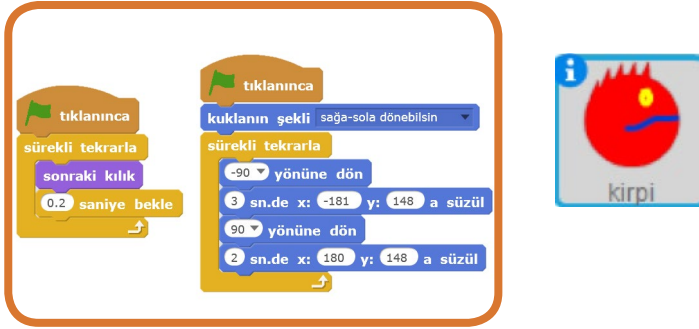 tıklanınca
sürekli tekrarla
sonraki kılık
0.2 saniye bekle
tıklanınca
kuklanın şekli sağa-sola dönebilsin
sürekli tekrarla
-90 yönüne dön
3 sn.de x: -181 y: 148 a süzül
90 yönüne dön
2 sn.de x: 180 y: 148 a süzül
i
kirpi